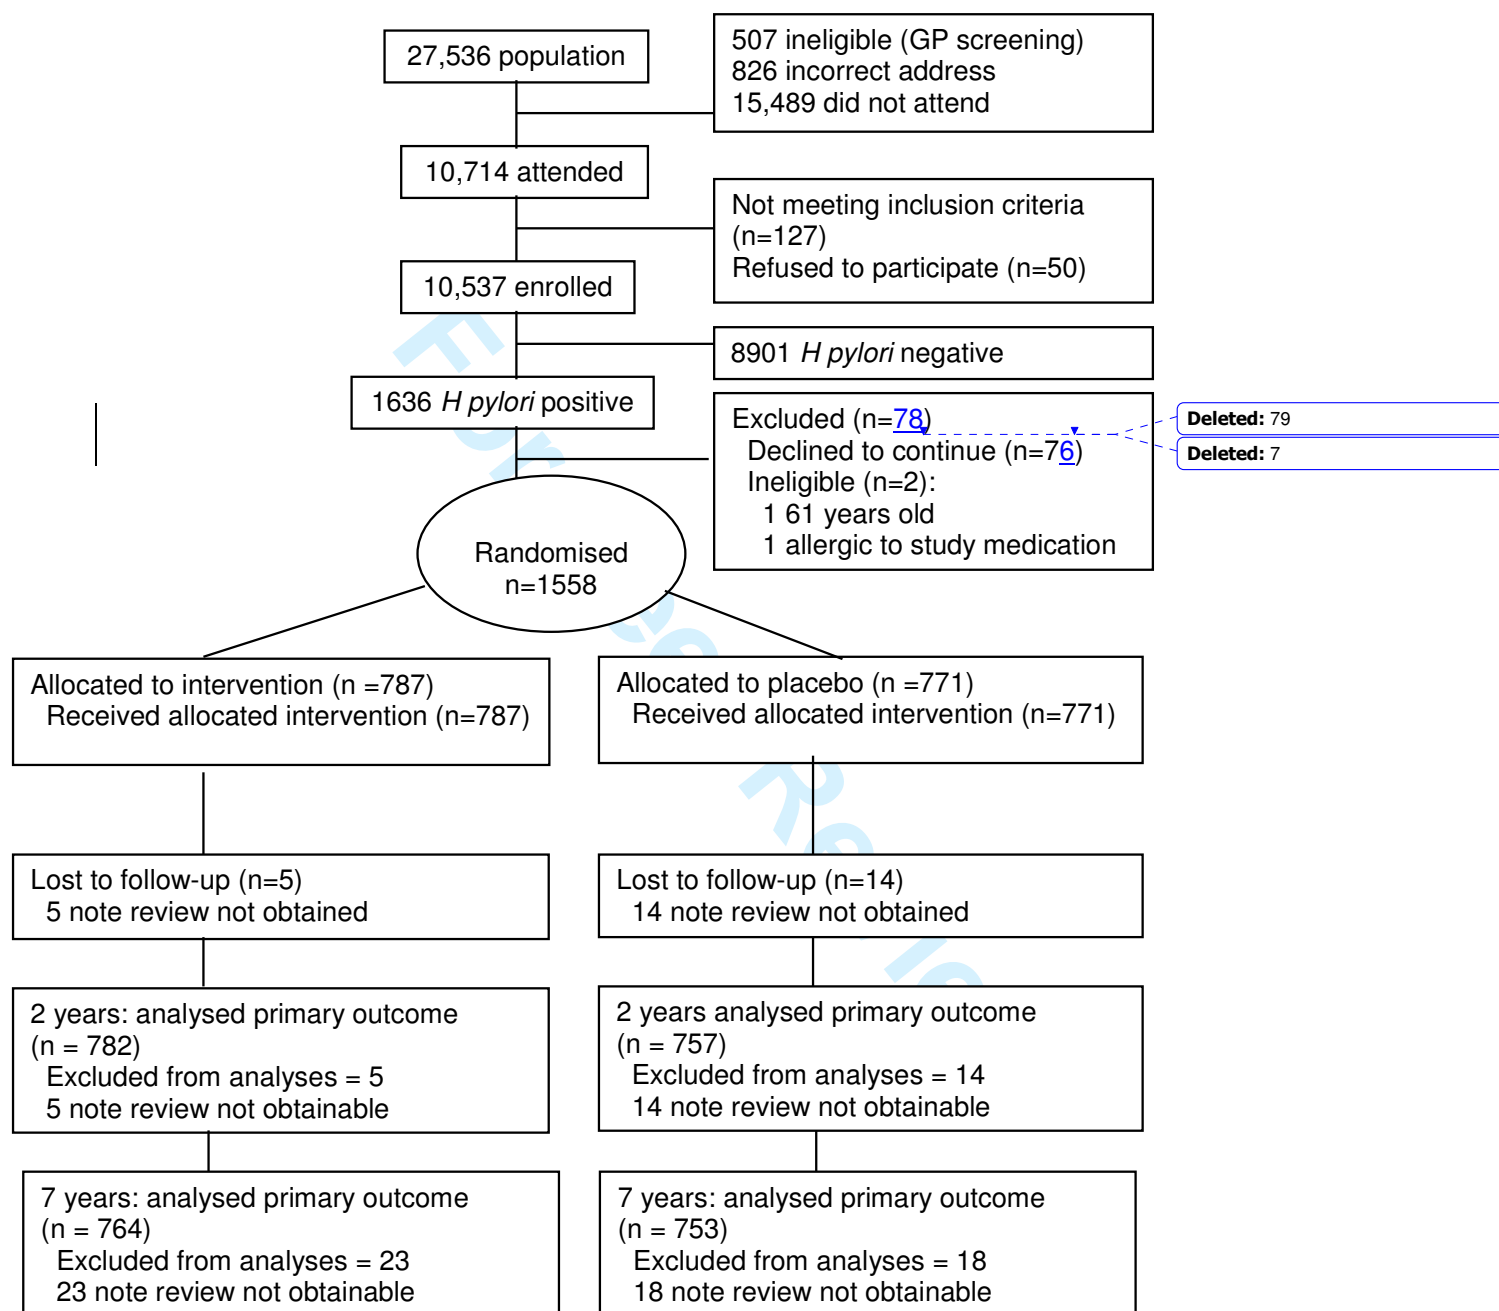 27,536 population
507 ineligible (GP screening)
826 incorrect address
15,489 did not attend
10,714 attended
Not meeting inclusion criteria
(n=127)
Refused to participate (n=50)
10,537 enrolled
8901 H pylori negative
1636 H pylori positive
Excluded (n=78)
Declined to continue (n=76)
Ineligible (n=2):
1 61 years old
1 allergic to study medication
Deleted: 79
Deleted: 7
Randomised
n=1558
Allocated to intervention (n =787)
Received allocated intervention (n=787)
Allocated to placebo (n =771)
Received allocated intervention (n=771)
Lost to follow-up (n=5)
5 note review not obtained
Lost to follow-up (n=14)
14 note review not obtained
2 years: analysed primary outcome
(n = 782)
Excluded from analyses = 5
5 note review not obtainable
2 years analysed primary outcome
(n = 757)
Excluded from analyses = 14
14 note review not obtainable
7 years: analysed primary outcome
(n = 764)
Excluded from analyses = 23
23 note review not obtainable
7 years: analysed primary outcome
(n = 753)
Excluded from analyses = 18
18 note review not obtainable